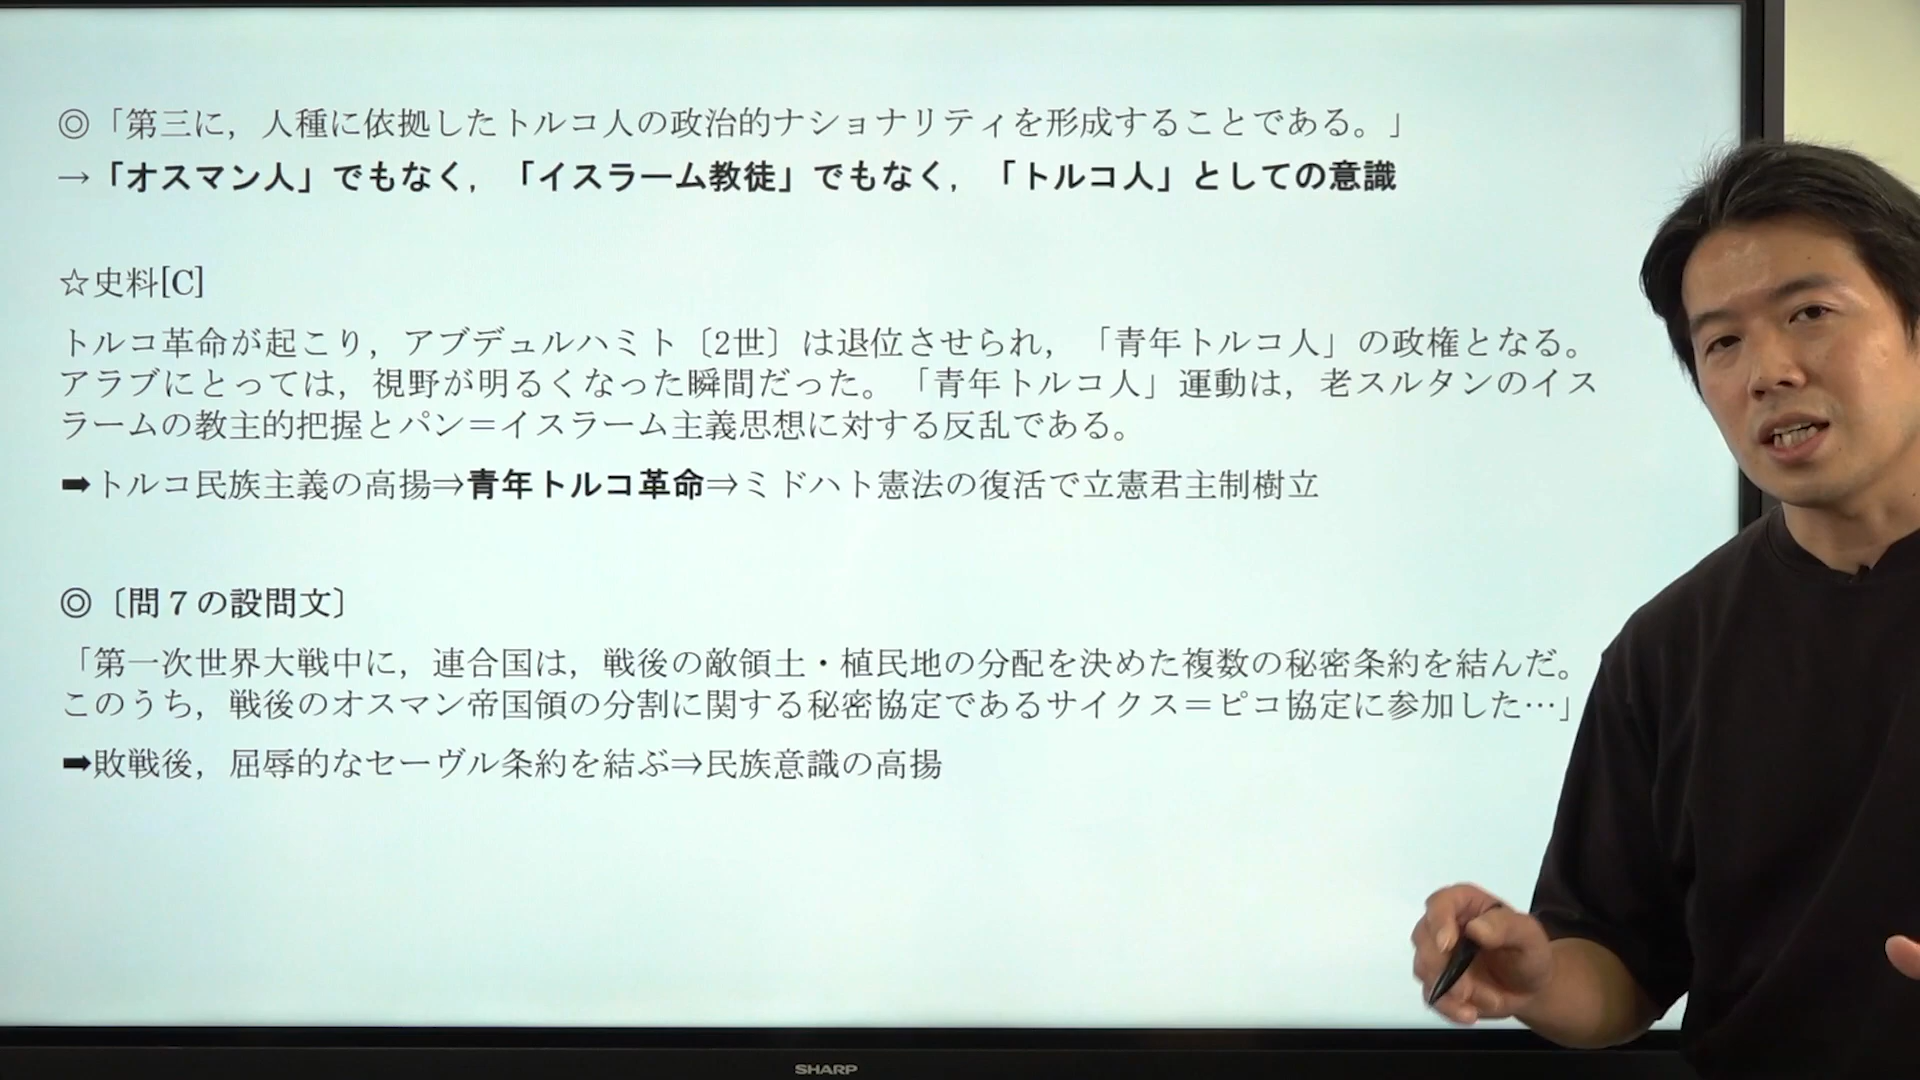 ◎「第三に，人種に依拠したトルコ人の政治的ナショナリティを形成することである。」
→「オスマン人」でもなく，「イスラーム教徒」でもなく，「トルコ人」としての意識
☆史料[C]
トルコ革命が起こり，アブデュルハミト〔2世〕は退位させられ，「青年トルコ人」の政権となる。
アラブにとっては，視野が明るくなった瞬間だった。「青年トルコ人」運動は，老スルタンのイス
ラームの教主的把握とパン＝イスラーム主義思想に対する反乱である。
➡トルコ民族主義の高揚⇒青年トルコ革命⇒ミドハト憲法の復活で立憲君主制樹立
◎〔問７の設問文〕
「第一次世界大戦中に，連合国は，戦後の敵領土・植民地の分配を決めた複数の秘密条約を結んだ。
このうち，戦後のオスマン帝国領の分割に関する秘密協定であるサイクス＝ピコ協定に参加した…」
➡敗戦後，屈辱的なセーヴル条約を結ぶ⇒民族意識の高揚
SHARP